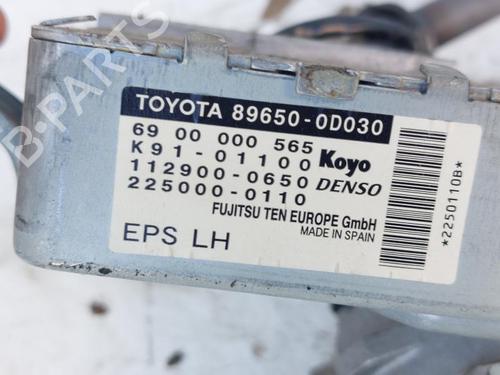 TOYOTA 89650-0D030
69 00 000 565
K91-01100 Koyo
112900-0650 DENSO
225000-0110
FUJITSU TEN EUROPE GmbH
MADE IN SPAIN
EPS LH
*2250110B*
B-PARTS